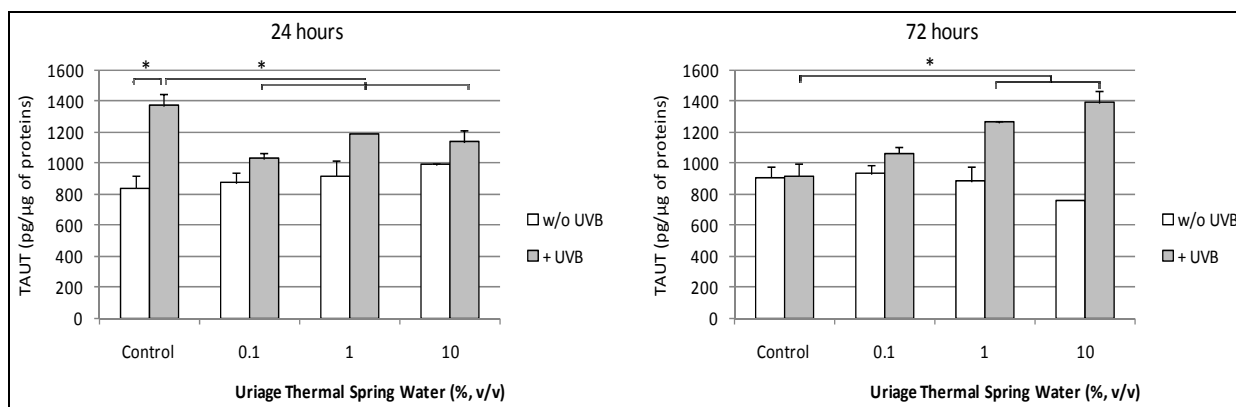 24 hours
*
*
1600
1400
1200
1000
800
600
400
200
0
TAUT (pg/µg of proteins)
Control
0.1
1
10
w/o UVB
+ UVB
Uriage Thermal Spring Water (%, v/v)
72 hours
*
1600
1400
1200
1000
800
600
400
200
0
TAUT (pg/µg of proteins)
Control
0.1
1
10
w/o UVB
+ UVB
Uriage Thermal Spring Water (%, v/v)